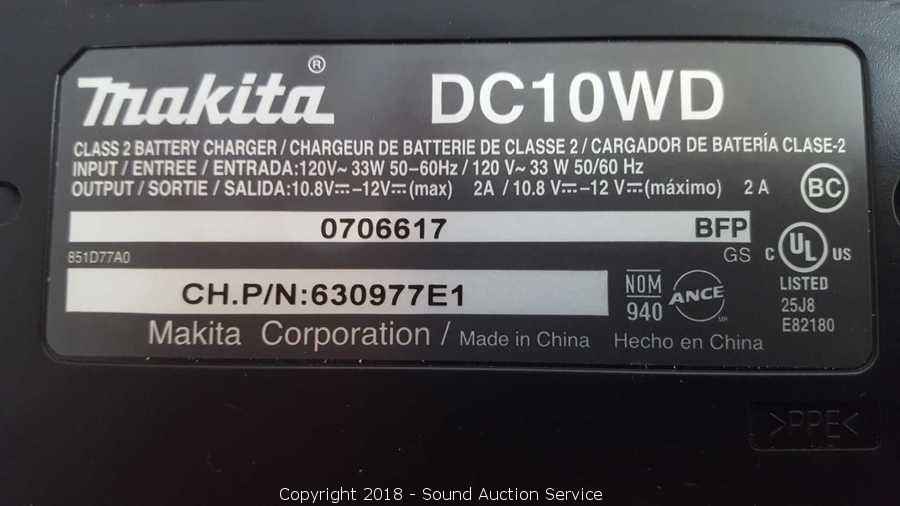 Makita® DC10WD
CLASS 2 BATTERY CHARGER / CHARGEUR DE BATTERIE DE CLASSE 2 / CARGADOR DE BATERÍA CLASE-2
INPUT / ENTREE / ENTRADA:120V~ 33W 50–60Hz / 120 V~ 33 W 50/60 Hz
OUTPUT / SORTIE / SALIDA:10.8V⎓–12V⎓(max) 2A / 10.8 V⎓–12 V⎓(máximo) 2 A
BC
0706617 BFP
851D77A0 GS
C UL US
LISTED
25J8
E82180
CH.P/N:630977E1
NOM
940
ANCE
MR
Makita Corporation / Made in China Hecho en China
>PPE<
Copyright 2018 - Sound Auction Service